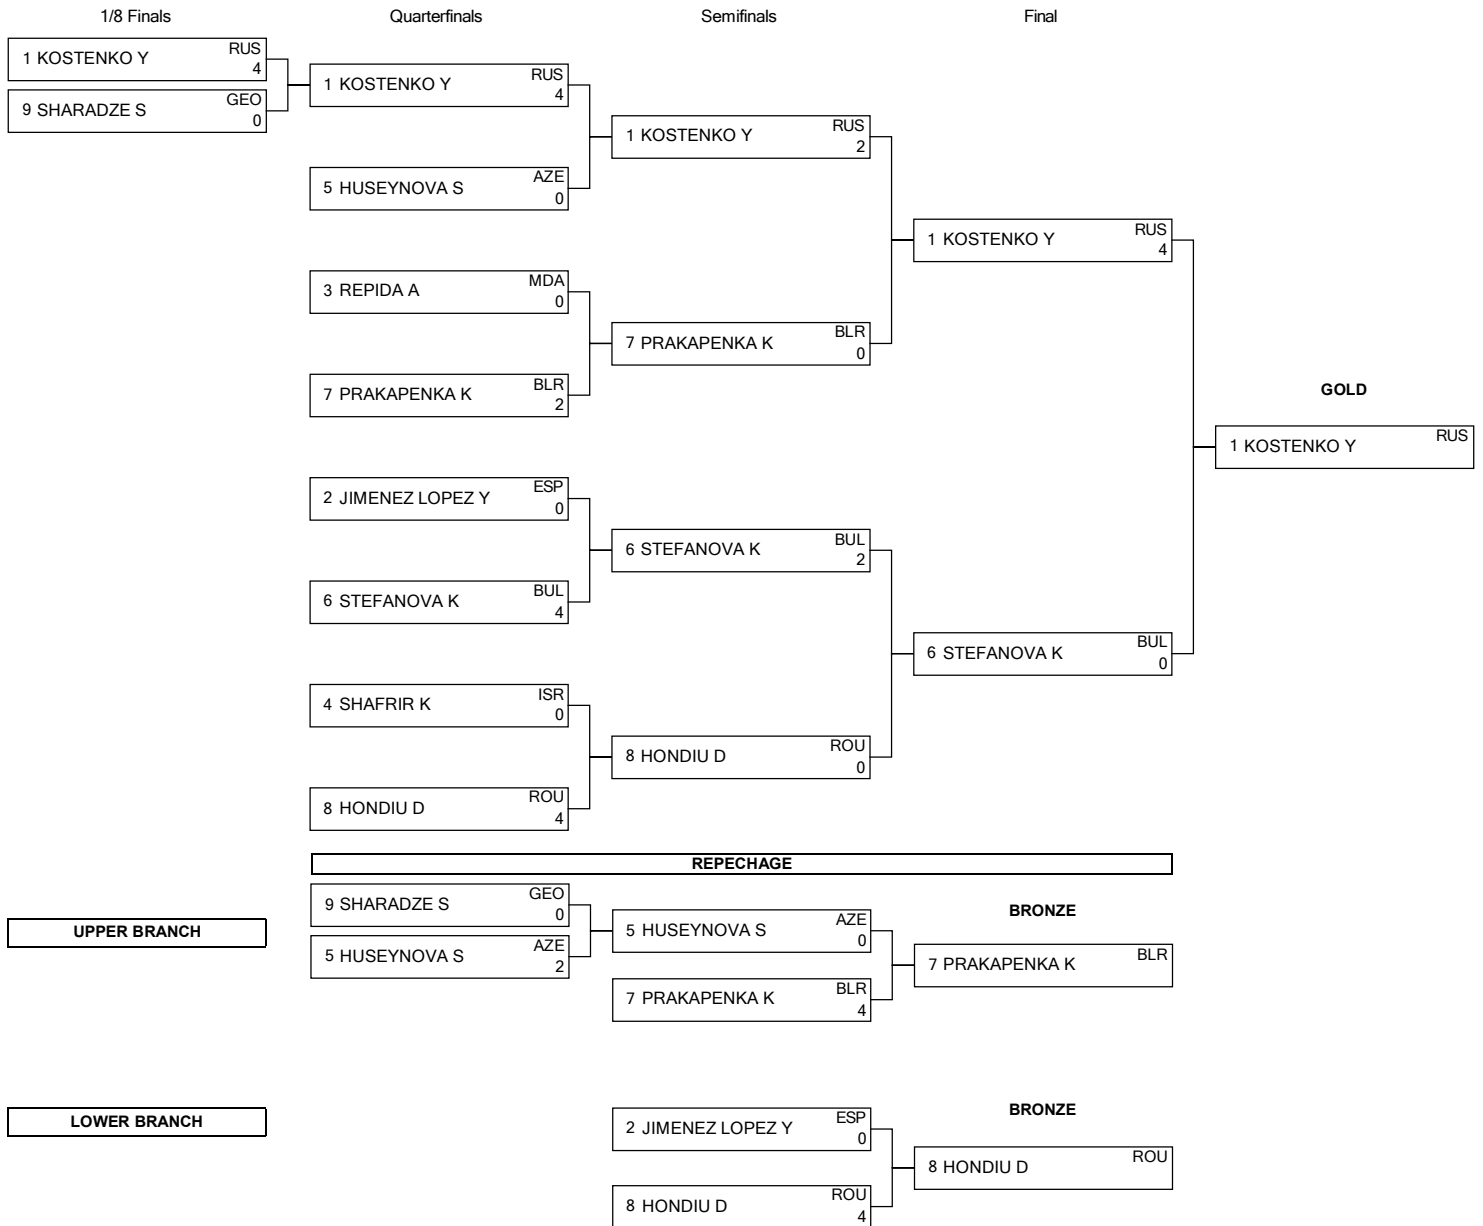 1/8 Finals Quarterfinals Semifinals Final
1 KOSTENKO Y RUS 4
9 SHARADZE S GEO 0
1 KOSTENKO Y RUS 4
5 HUSEYNOVA S AZE 0
3 REPIDA A MDA 0
7 PRAKAPENKA K BLR 2
2 JIMENEZ LOPEZ Y ESP 0
6 STEFANOVA K BUL 4
4 SHAFRIR K ISR 0
8 HONDIU D ROU 4
1 KOSTENKO Y RUS 2
7 PRAKAPENKA K BLR 0
6 STEFANOVA K BUL 2
8 HONDIU D ROU 0
1 KOSTENKO Y RUS 4
6 STEFANOVA K BUL 0
GOLD
1 KOSTENKO Y RUS
REPECHAGE
UPPER BRANCH
9 SHARADZE S GEO 0
5 HUSEYNOVA S AZE 2
5 HUSEYNOVA S AZE 0
7 PRAKAPENKA K BLR 4
BRONZE
7 PRAKAPENKA K BLR
LOWER BRANCH
2 JIMENEZ LOPEZ Y ESP 0
8 HONDIU D ROU 4
BRONZE
8 HONDIU D ROU